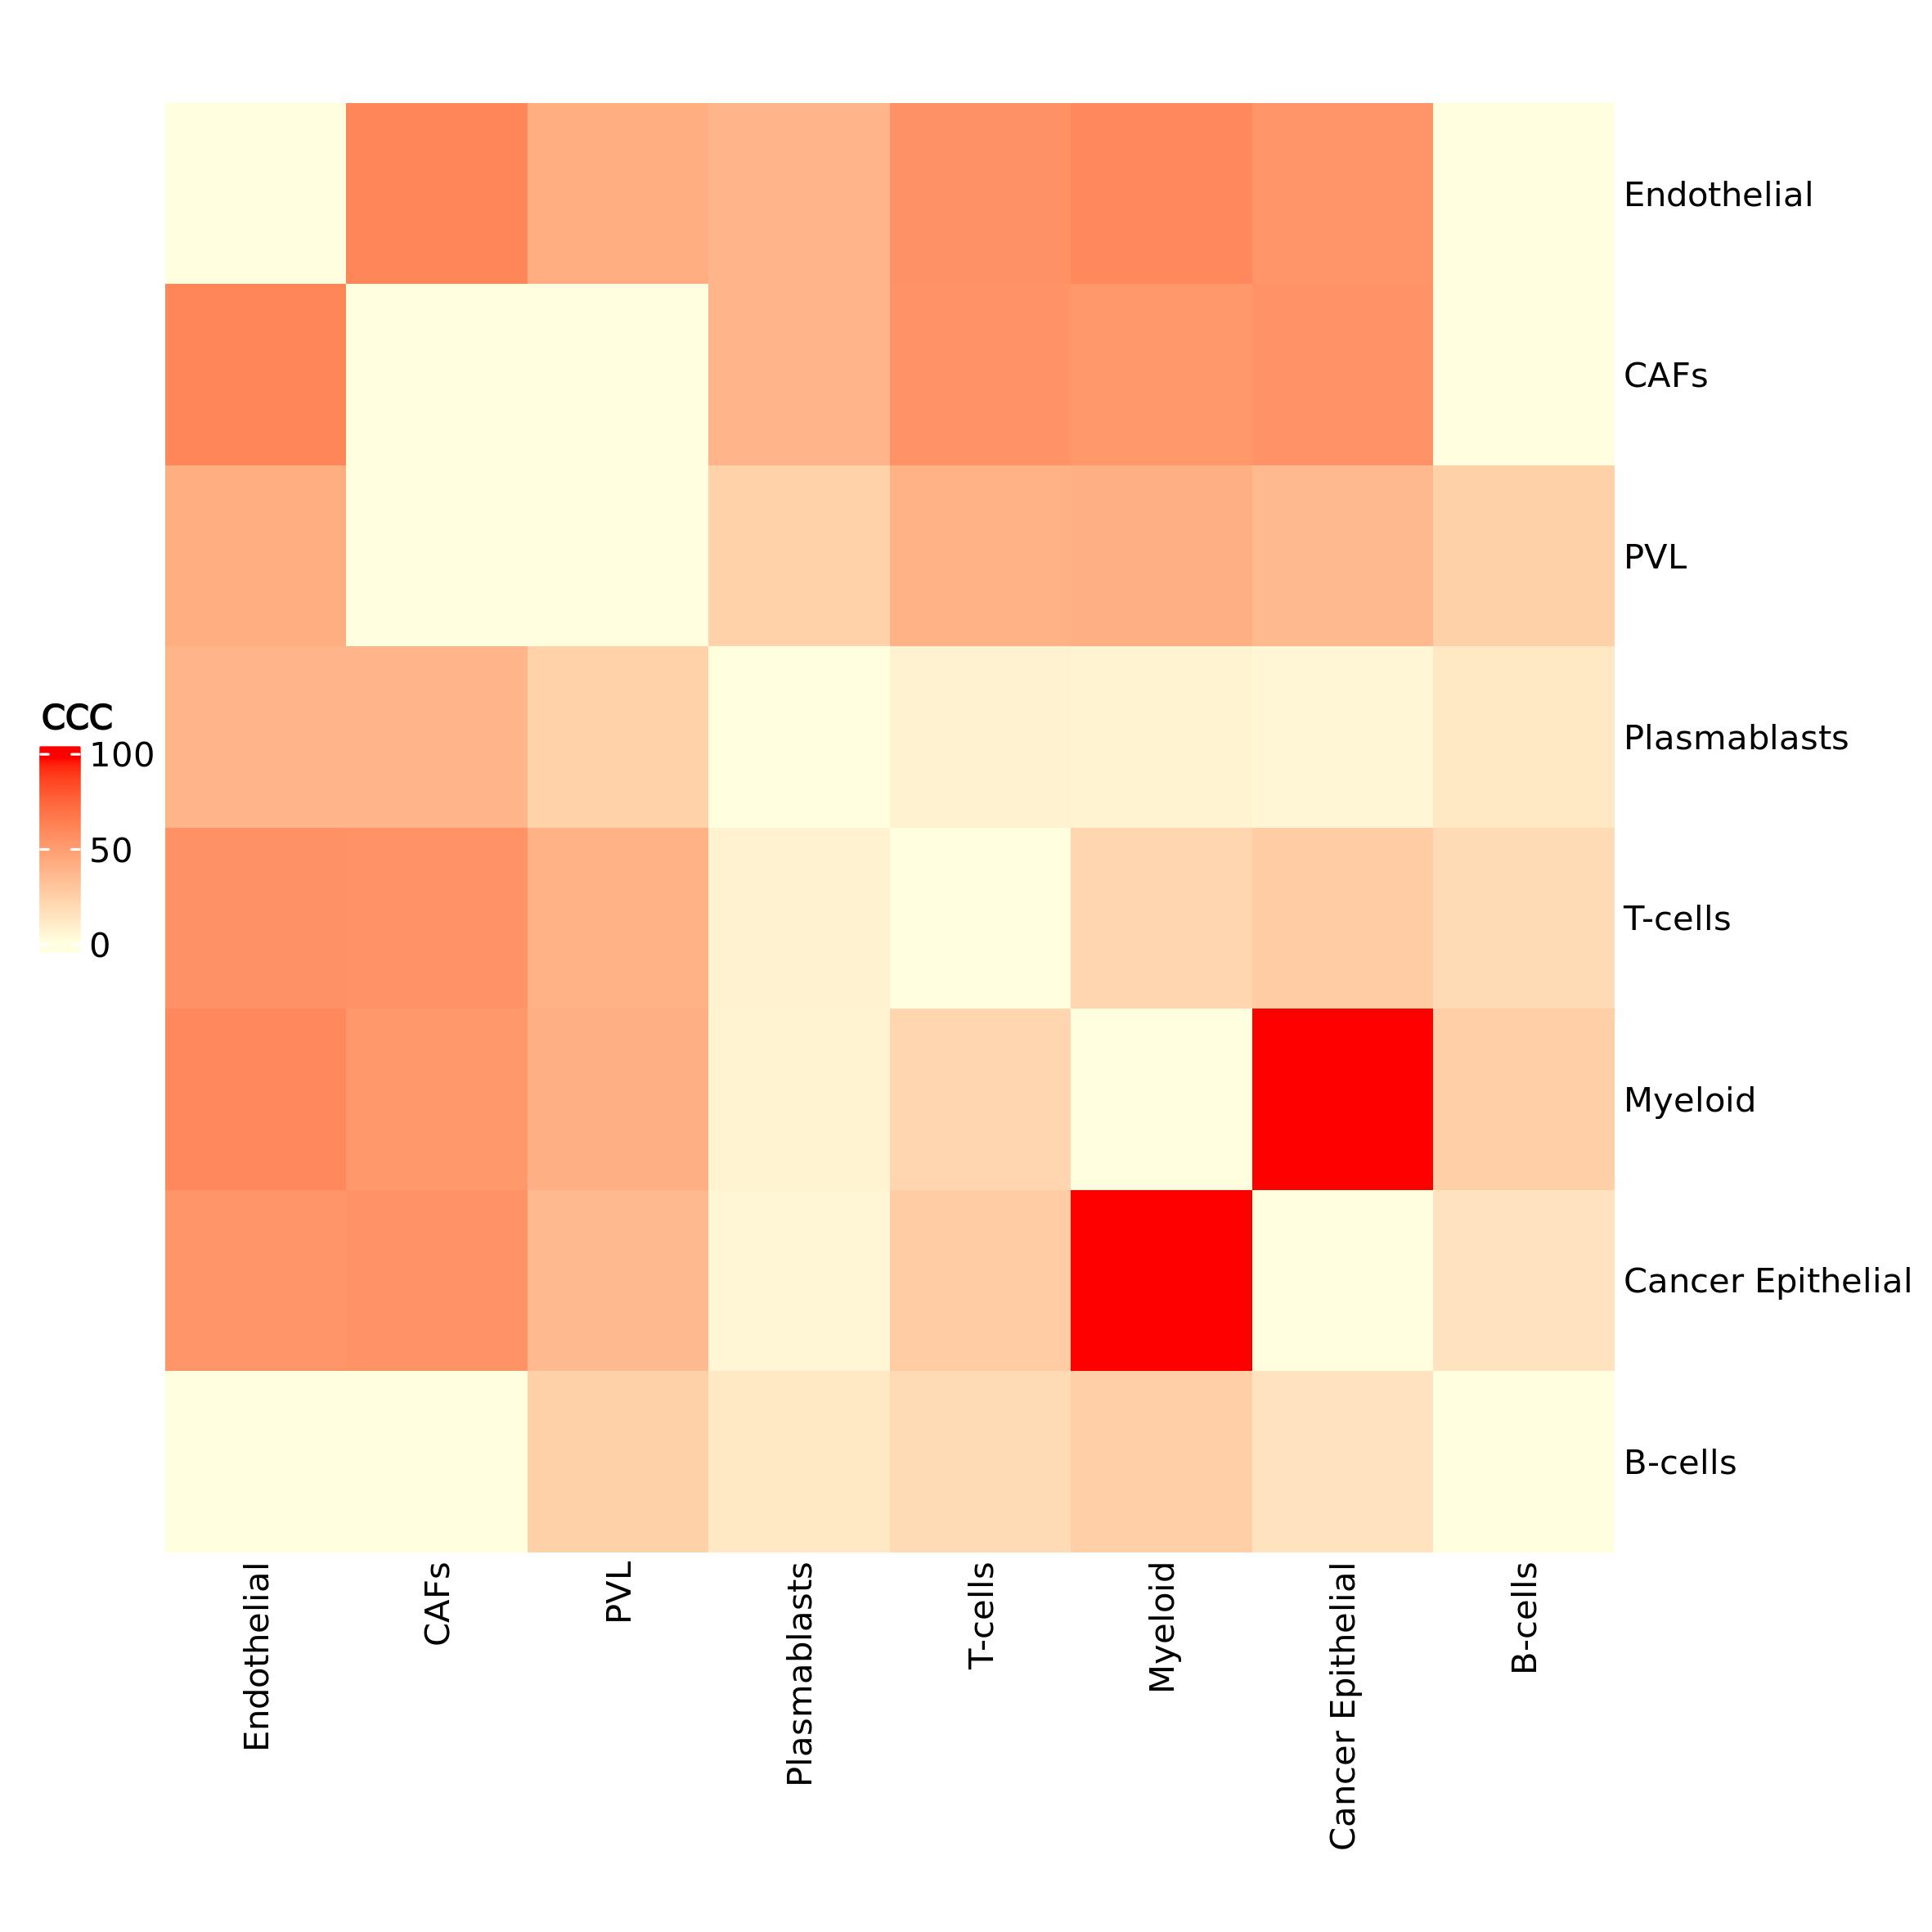 Endothelial
CAFs
PVL
Plasmablasts
T-cells
Myeloid
Cancer Epithelial
B-cells
ccc
100
50
0
Endothelial
CAFs
PVL
Plasmablasts
T-cells
Myeloid
Cancer Epithelial
B-cells